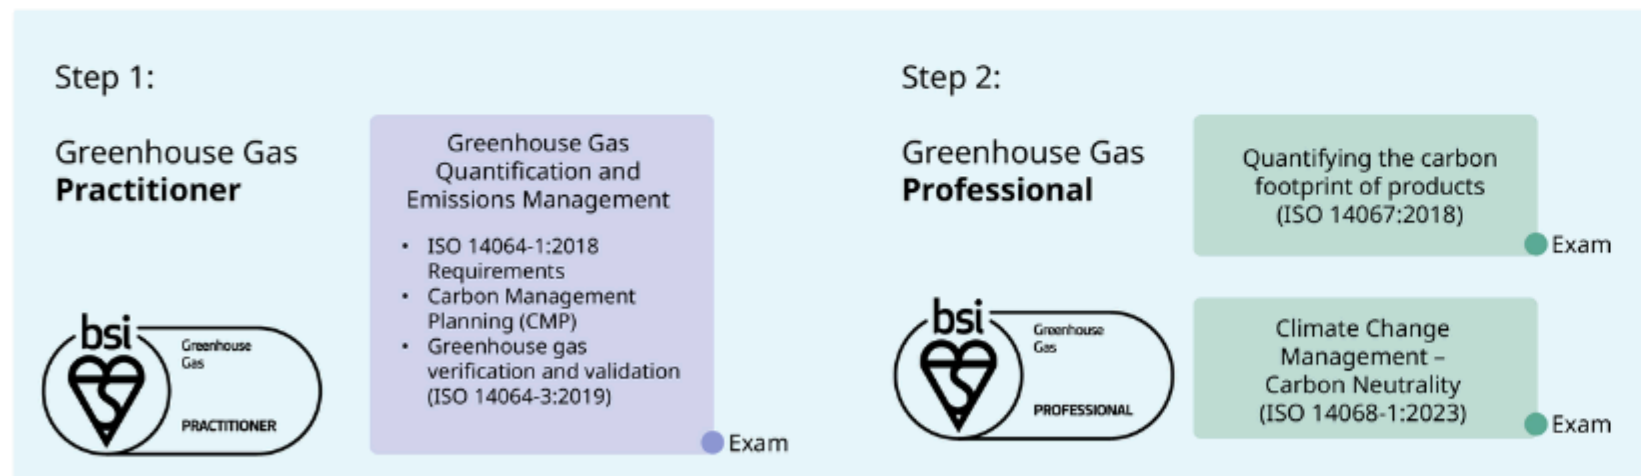 Step 1:
Greenhouse Gas
Practitioner
bsi
Greenhouse
Gas
PRACTITIONER
Greenhouse Gas
Quantification and
Emissions Management
• ISO 14064-1:2018
Requirements
• Carbon Management
Planning (CMP)
• Greenhouse gas
verification and validation
(ISO 14064-3:2019)
Exam
Step 2:
Greenhouse Gas
Professional
bsi
Greenhouse
Gas
PROFESSIONAL
Quantifying the carbon
footprint of products
(ISO 14067:2018)
Exam
Climate Change
Management –
Carbon Neutrality
(ISO 14068-1:2023)
Exam